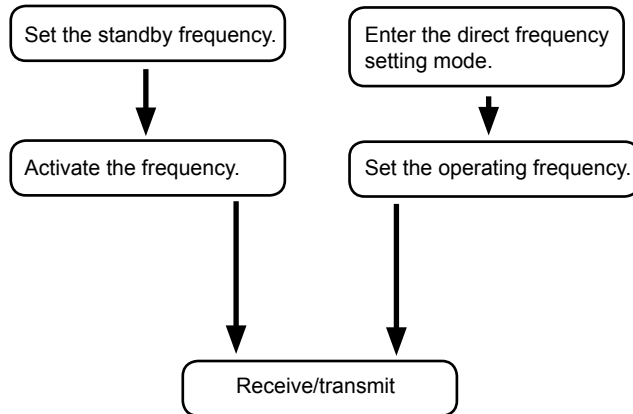 Set the standby frequency.
Enter the direct frequency
setting mode.
Activate the frequency.
Set the operating frequency.
Receive/transmit